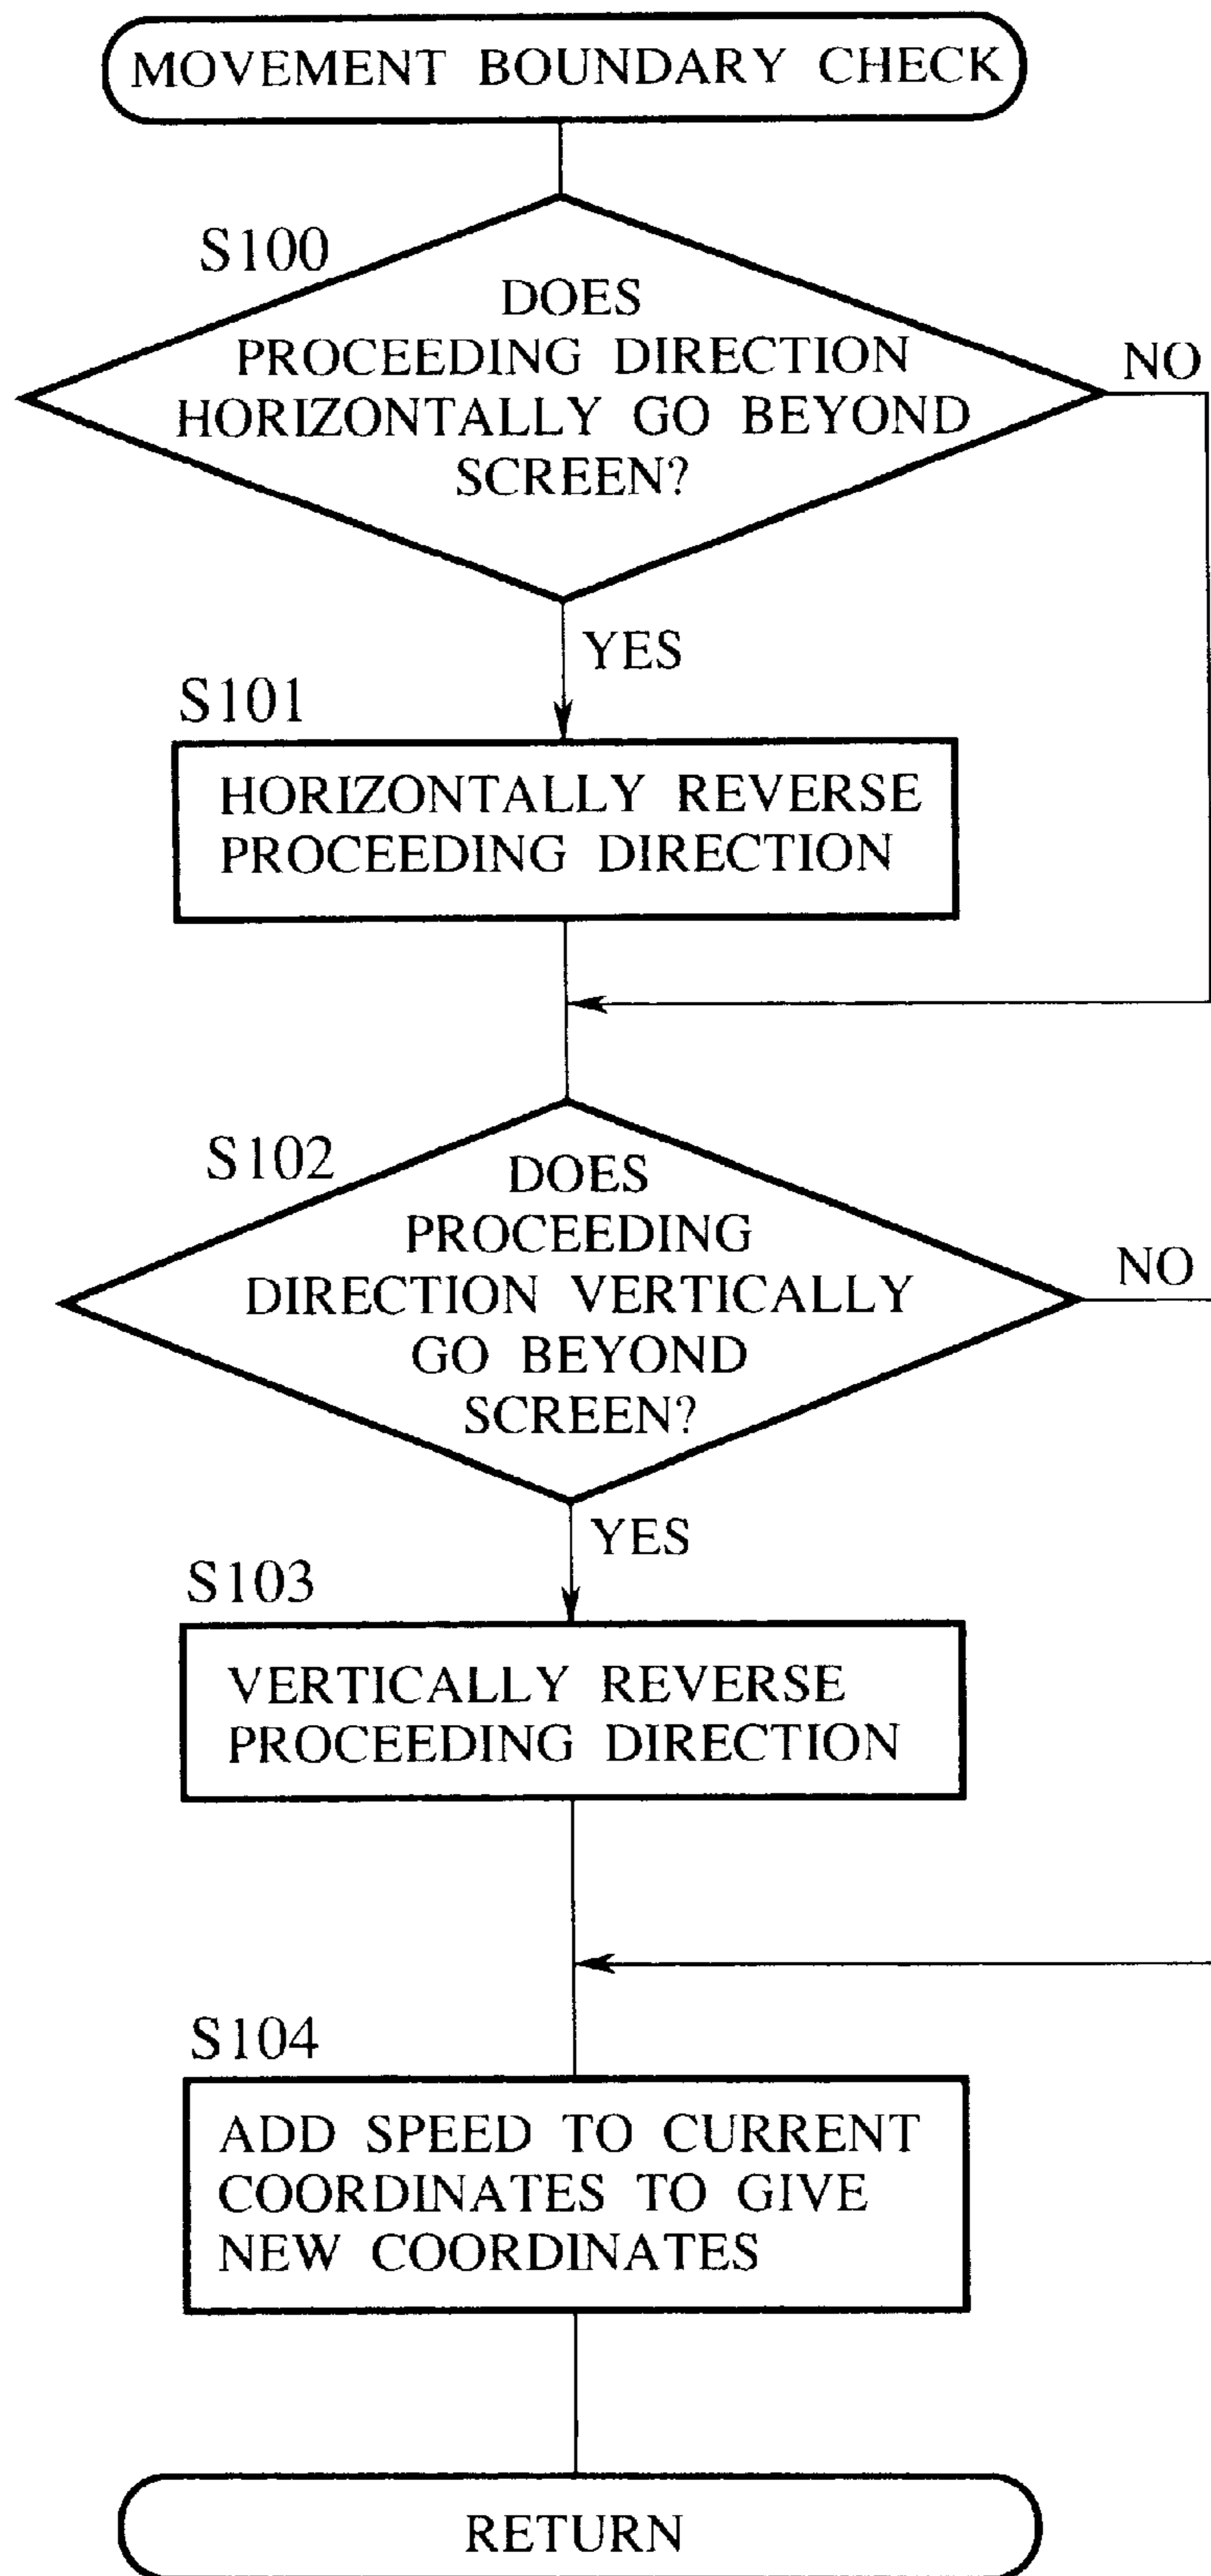 MOVEMENT BOUNDARY CHECK
S100
DOES
PROCEEDING DIRECTION
HORIZONTALLY GO BEYOND
SCREEN?
NO
YES
S101
HORIZONTALLY REVERSE
PROCEEDING DIRECTION
S102
DOES
PROCEEDING
DIRECTION VERTICALLY
GO BEYOND
SCREEN?
NO
YES
S103
VERTICALLY REVERSE
PROCEEDING DIRECTION
S104
ADD SPEED TO CURRENT
COORDINATES TO GIVE
NEW COORDINATES
RETURN